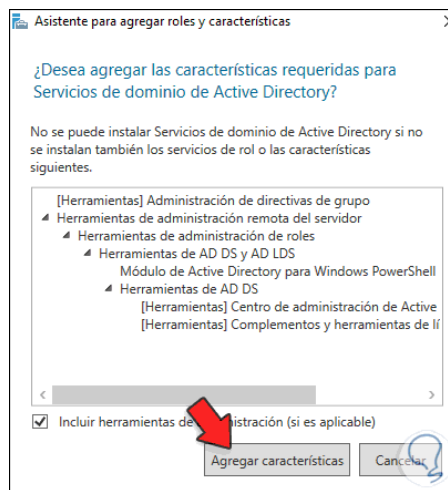 Asistente para agregar roles y características
¿Desea agregar las características requeridas para
Servicios de dominio de Active Directory?
No se puede instalar Servicios de dominio de Active Directory si no
se instalan también los servicios de rol o las características
siguientes.
[Herramientas] Administración de directivas de grupo
Herramientas de administración remota del servidor
Herramientas de administración de roles
Herramientas de AD DS y AD LDS
Módulo de Active Directory para Windows PowerShell
Herramientas de AD DS
[Herramientas] Centro de administración de Active
[Herramientas] Complementos y herramientas de lí
Incluir herramientas de nistración (si es aplicable)
Agregar características Cancelar